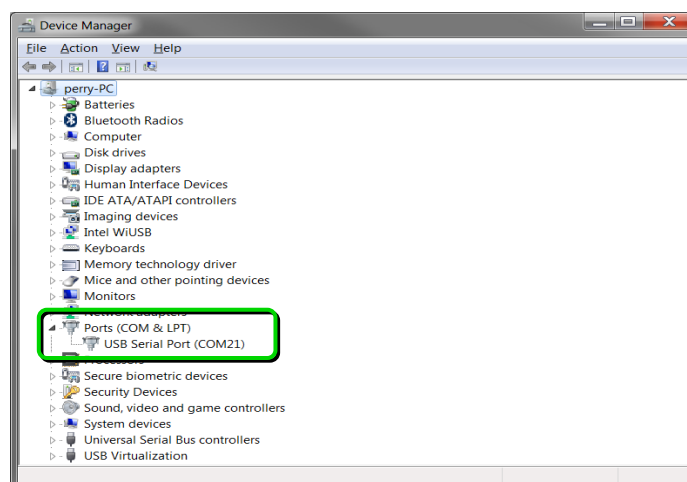 Device Manager
File Action View Help
perry-PC
Batteries
Bluetooth Radios
Computer
Disk drives
Display adapters
Human Interface Devices
IDE ATA/ATAPI controllers
Imaging devices
Intel WiUSB
Keyboards
Memory technology driver
Mice and other pointing devices
Monitors
Network adapters
Ports (COM & LPT)
USB Serial Port (COM21)
Processors
Secure biometric devices
Security Devices
Sound, video and game controllers
System devices
Universal Serial Bus controllers
USB Virtualization